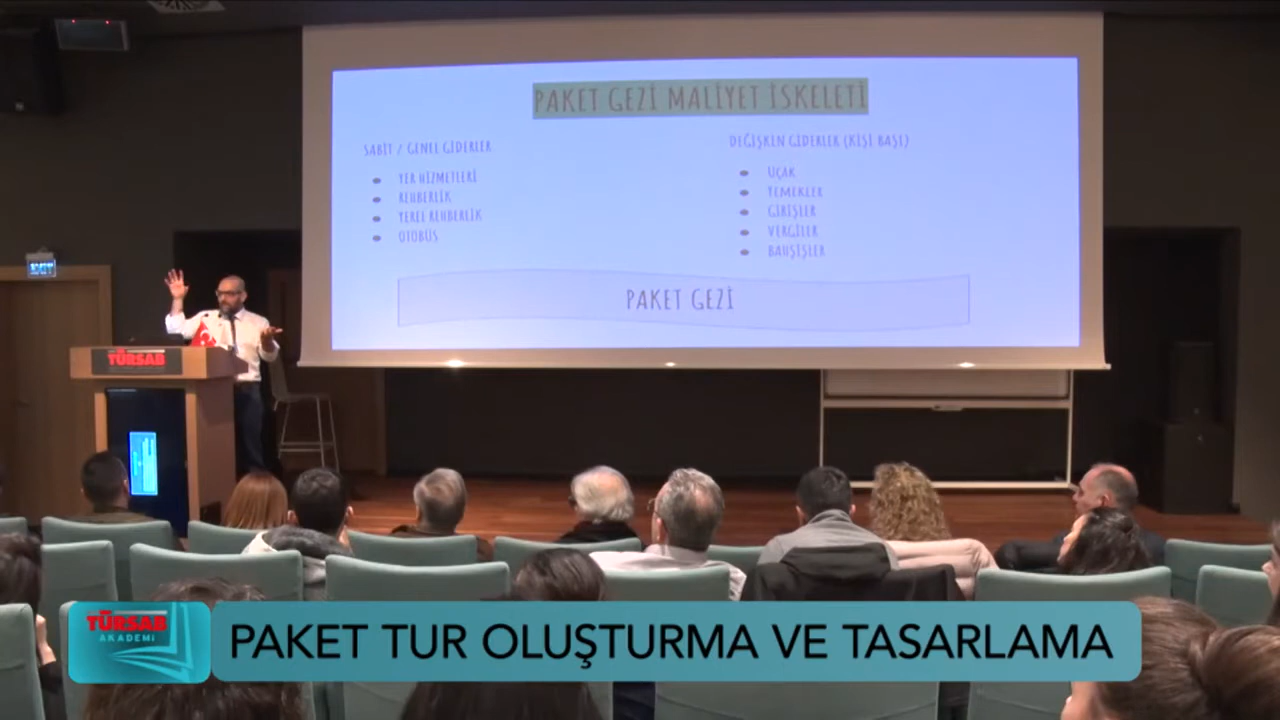 PAKET GEZİ MALİYET İSKELETİ
SABİT / GENEL GİDERLER
YER HİZMETLERİ
REHBERLİK
YEREL REHBERLİK
OTOBÜS
DEĞİŞKEN GİDERLER (KİŞİ BAŞI)
UÇAK
YEMEKLER
GİRİŞLER
VERGİLER
BAHŞİŞLER
PAKET GEZİ
TÜRSAB
TÜRSAB
AKADEMİ
PAKET TUR OLUŞTURMA VE TASARLAMA